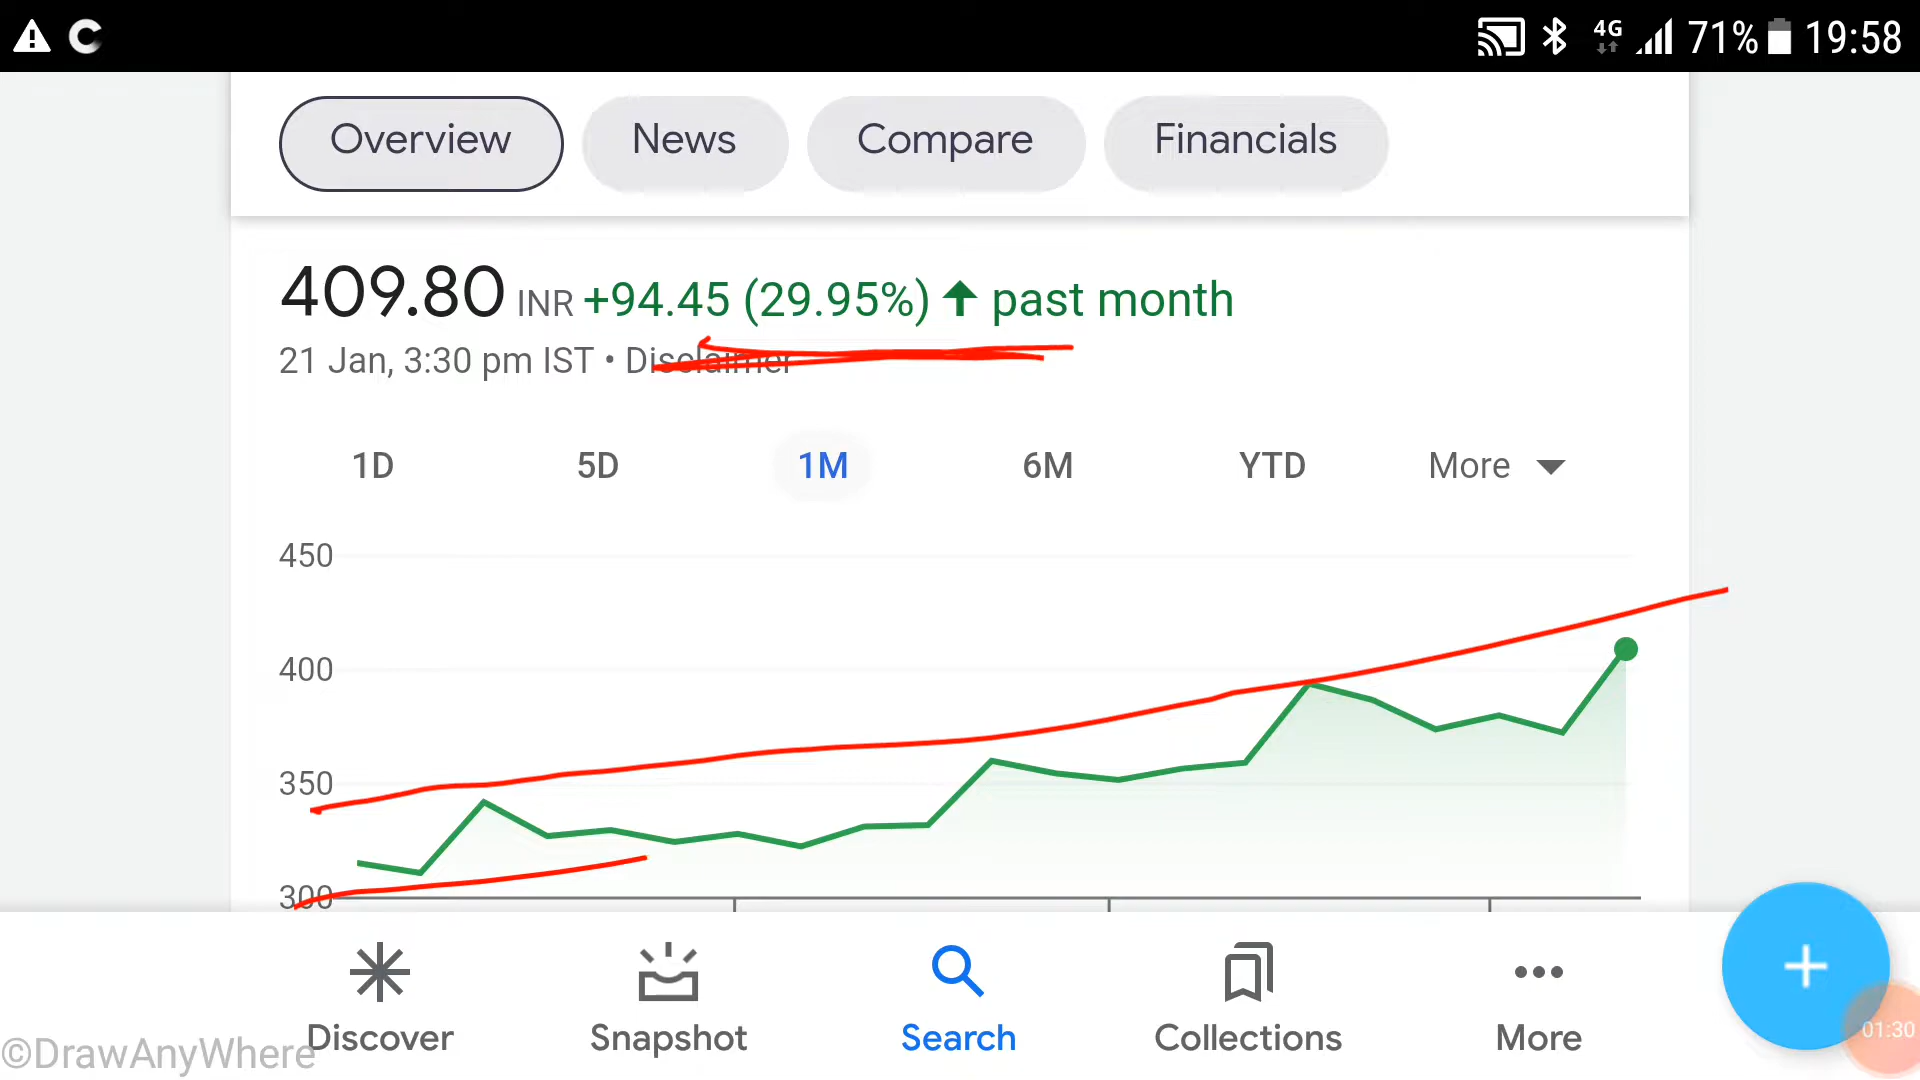 4G 71% 19:58
Overview News Compare Financials
409.80 INR +94.45 (29.95%) past month
21 Jan, 3:30 pm IST • Disclaimer
1D 5D 1M 6M YTD More
450
400
350
300
Discover Snapshot Search Collections More
01:30
©DrawAnyWhere